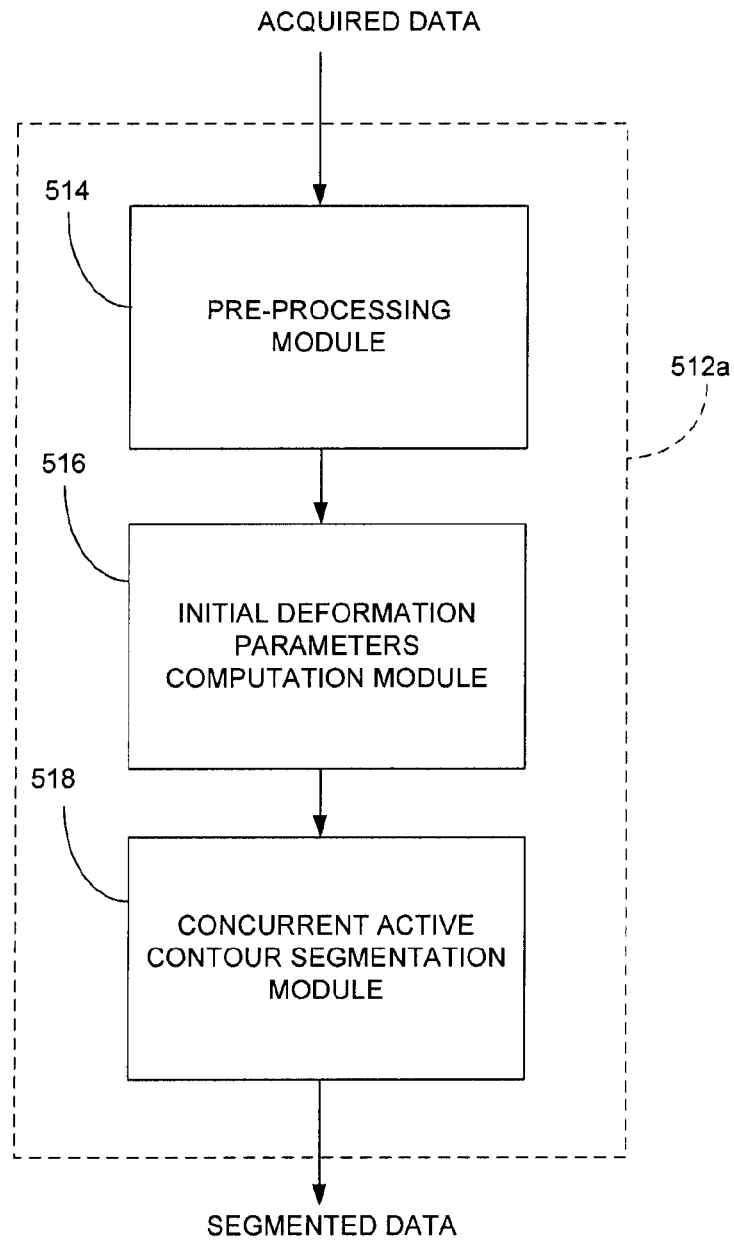 ACQUIRED DATA
514
PRE-PROCESSING
MODULE
512a
516
INITIAL DEFORMATION
PARAMETERS
COMPUTATION MODULE
518
CONCURRENT ACTIVE
CONTOUR SEGMENTATION
MODULE
SEGMENTED DATA